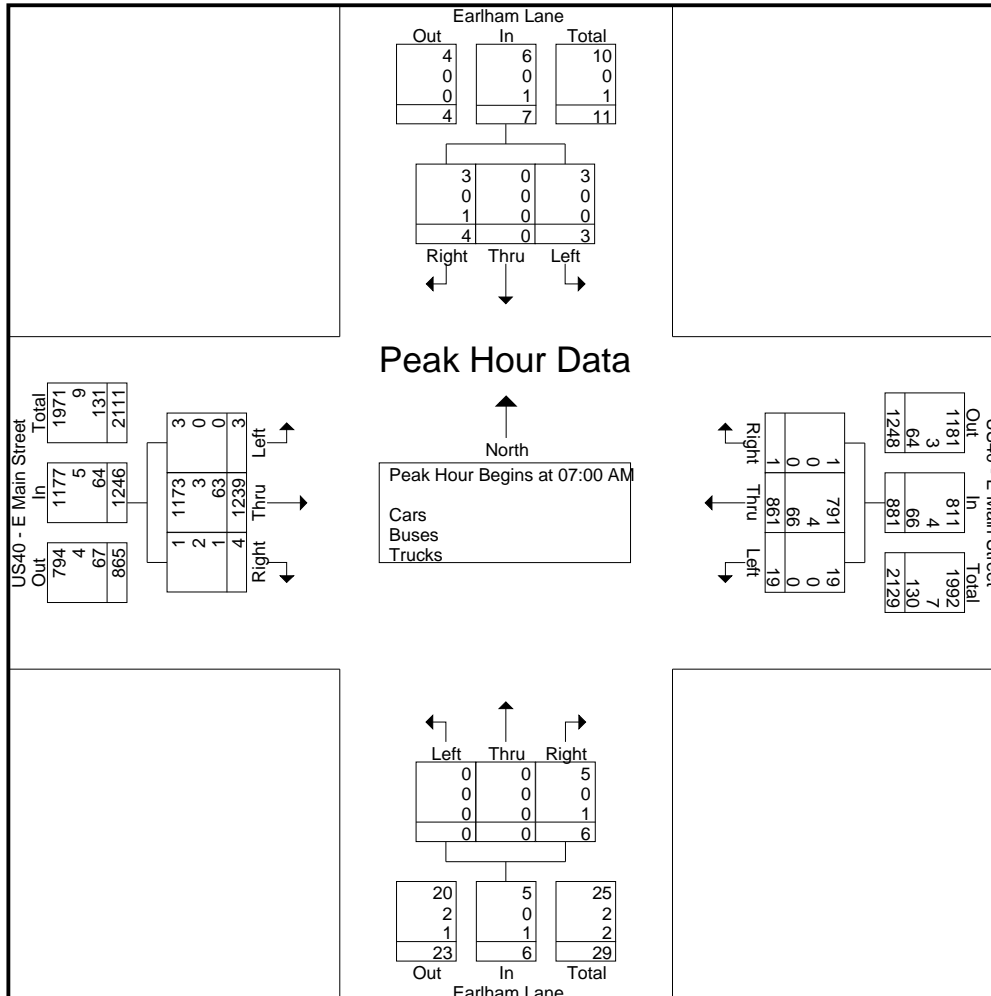 Earlham Lane
Out In Total
4 6 10
0 0 0
0 1 1
4 7 11
3 0 3
0 0 0
1 0 0
4 0 3
Right Thru Left
Peak Hour Data
North
Peak Hour Begins at 07:00 AM
Cars
Buses
Trucks
US40 - E Main Street
Total In Out
1971 1177 794
9 5 4
131 64 67
2111 1246 865
Left Thru Right
3 1173 1
0 3 2
0 63 1
3 1239 4
US40 - E Main Street
Out In Total
1181 811 1992
3 4 7
64 66 130
1248 881 2129
Right Thru Left
1 791 19
0 4 0
0 66 0
1 861 19
Left Thru Right
0 0 5
0 0 0
0 0 1
0 0 6
20 5 25
2 0 2
1 1 2
23 6 29
Out In Total
Earlham Lane